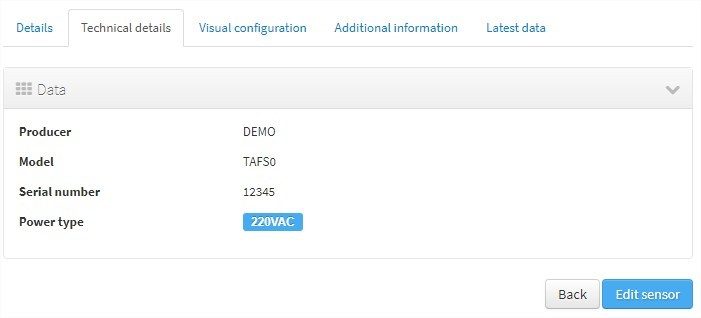 Details Technical details Visual configuration Additional information Latest data
Data
Producer DEMO
Model TAFS0
Serial number 12345
Power type 220VAC
Back Edit sensor